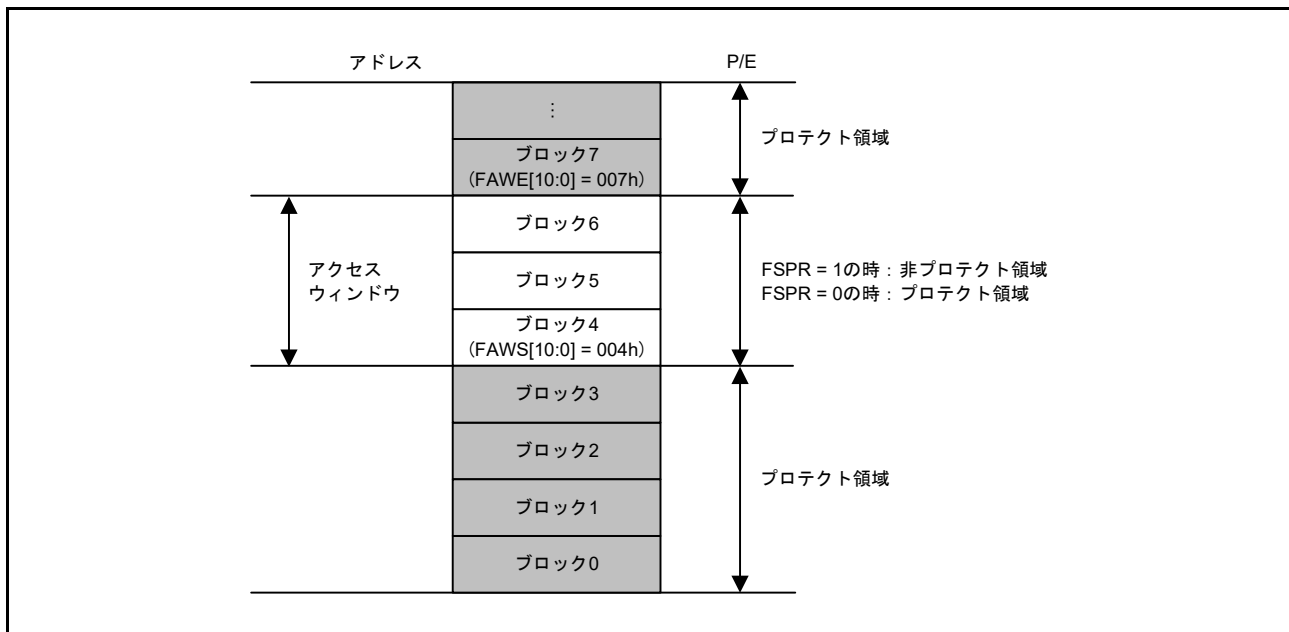 アドレス
P/E
⋮
プロテクト領域
ブロック7
(FAWE[10:0] = 007h)
ブロック6
アクセス
ウィンドウ
ブロック5
FSPR = 1の時 : 非プロテクト領域
FSPR = 0の時 : プロテクト領域
ブロック4
(FAWS[10:0] = 004h)
ブロック3
ブロック2
プロテクト領域
ブロック1
ブロック0